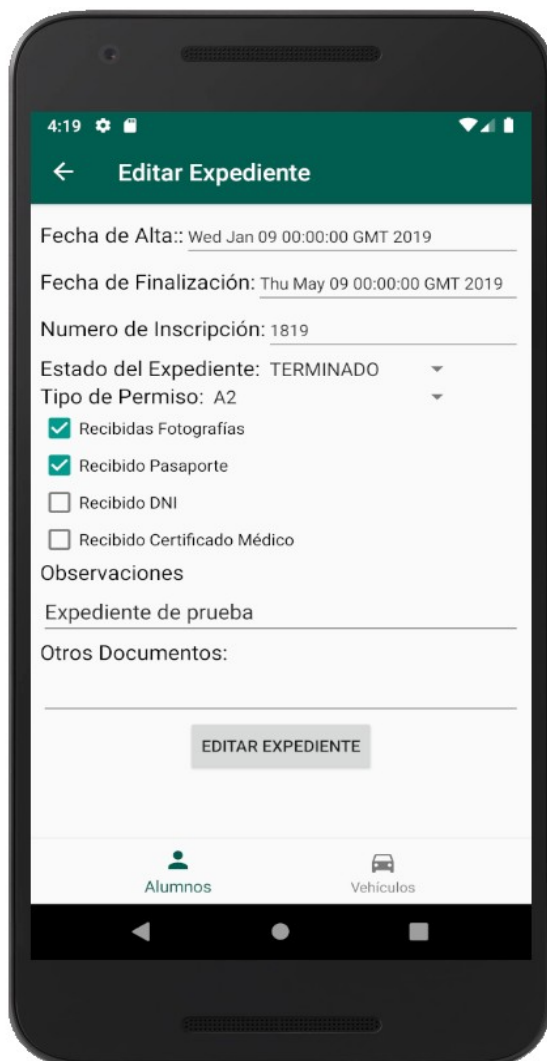 4:19
Editar Expediente
Fecha de Alta:: Wed Jan 09 00:00:00 GMT 2019
Fecha de Finalización: Thu May 09 00:00:00 GMT 2019
Numero de Inscripción: 1819
Estado del Expediente: TERMINADO
Tipo de Permiso: A2
Recibidas Fotografías
Recibido Pasaporte
Recibido DNI
Recibido Certificado Médico
Observaciones
Expediente de prueba
Otros Documentos:
EDITAR EXPEDIENTE
Alumnos Vehículos